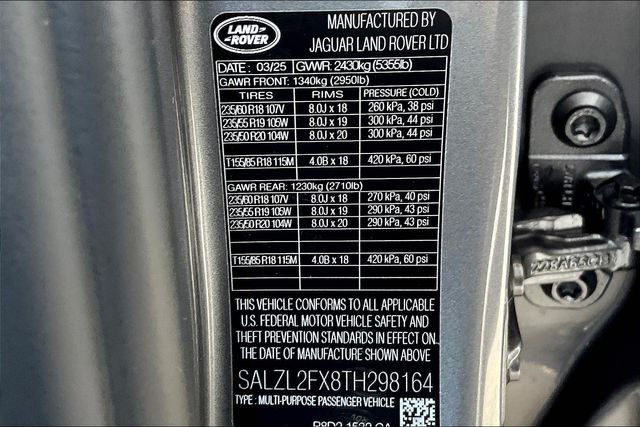 LAND
ROVER
MANUFACTURED BY
JAGUAR LAND ROVER LTD
DATE: 03/25 GVWR: 2430kg (5355lb)
GAWR FRONT: 1340kg (2950lb)
TIRES RIMS PRESSURE (COLD)
235/60 R18 107V 8.0J x 18 260 kPa, 38 psi
235/55 R19 105W 8.0J x 19 300 kPa, 44 psi
235/50 R20 104W 8.0J x 20 300 kPa, 44 psi
T155/85 R18 115M 4.0B x 18 420 kPa, 60 psi
GAWR REAR: 1230kg (2710lb)
235/60 R18 107V 8.0J x 18 270 kPa, 40 psi
235/55 R19 105W 8.0J x 19 290 kPa, 43 psi
235/50 R20 104W 8.0J x 20 290 kPa, 43 psi
T155/85 R18 115M 4.0B x 18 420 kPa, 60 psi
THIS VEHICLE CONFORMS TO ALL APPLICABLE
U.S. FEDERAL MOTOR VEHICLE SAFETY AND
THEFT PREVENTION STANDARDS IN EFFECT ON
THE DATE OF MANUFACTURE SHOWN ABOVE
SALZL2FX8TH298164
TYPE: MULTI-PURPOSE PASSENGER VEHICLE